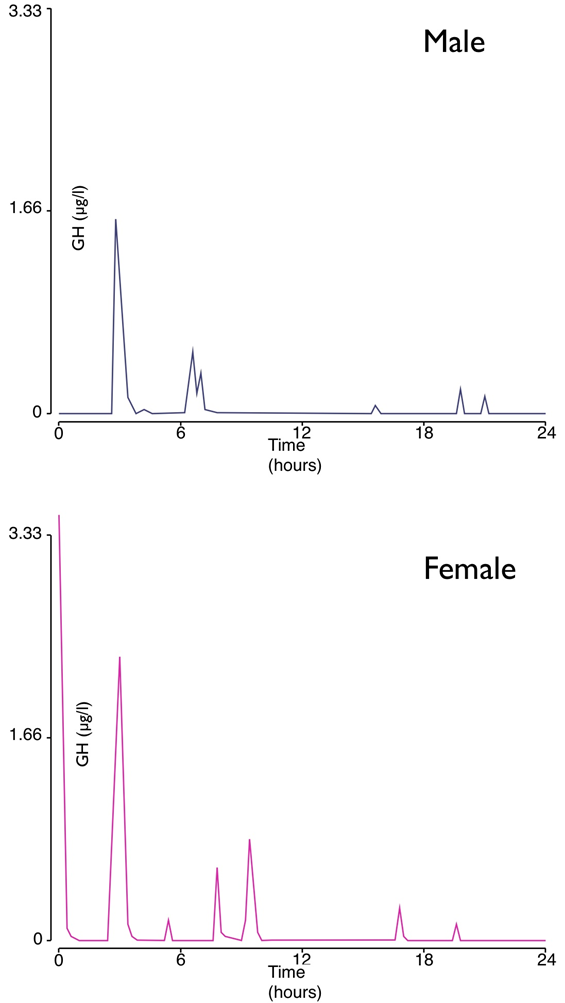 3.33
Male
1.66
GH (µg/l)
0
0 6 12 18 24
Time
(hours)
3.33
Female
1.66
GH (µg/l)
0
0 6 12 18 24
Time
(hours)